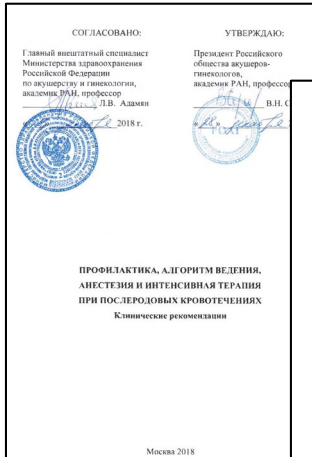 СОГЛАСОВАНО:
Главный внештатный специалист
Министерства здравоохранения
Российской Федерации
по акушерству и гинекологии,
академик РАН, профессор
Л.В. Адамян
2018 г.
УТВЕРЖДАЮ:
Президент Российского
общества акушеров-
гинекологов,
академик РАН, профессор
В.Н. С
«28»
ПРОФИЛАКТИКА, АЛГОРИТМ ВЕДЕНИЯ,
АНЕСТЕЗИЯ И ИНТЕНСИВНАЯ ТЕРАПИЯ
ПРИ ПОСЛЕРОДОВЫХ КРОВОТЕЧЕНИЯХ
Клинические рекомендации
Москва 2018